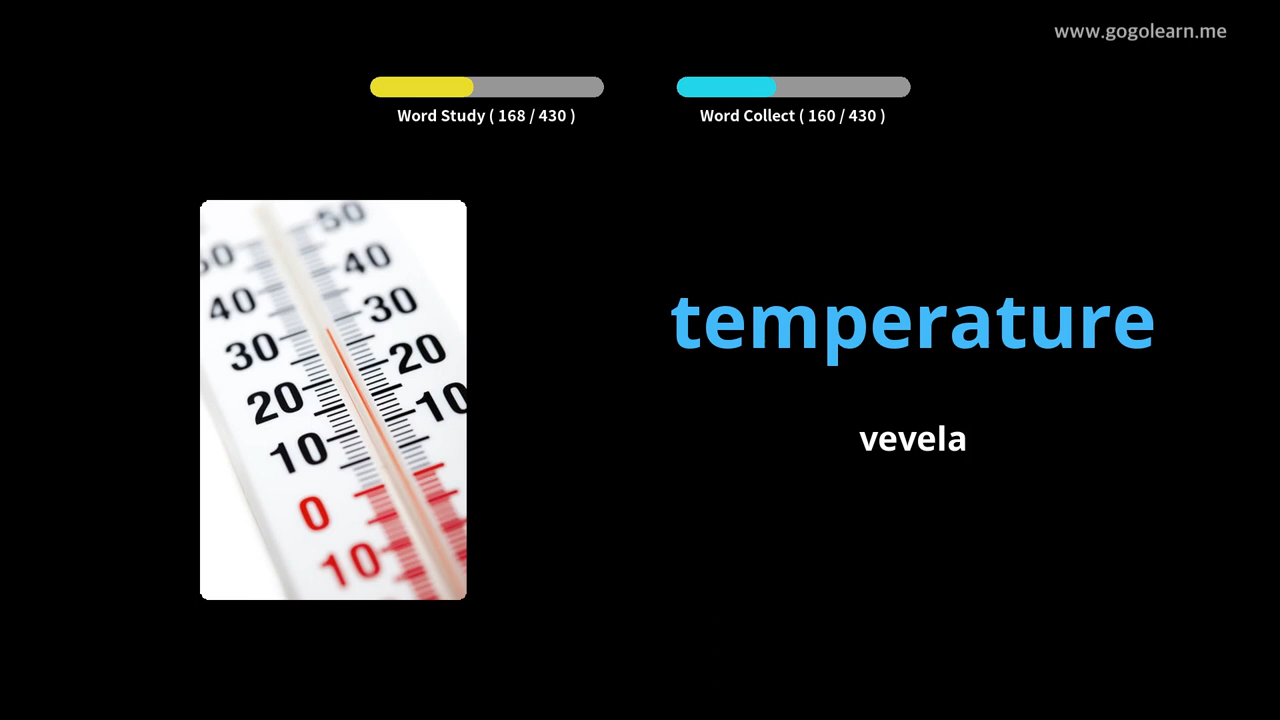 www.gogolearn.me
Word Study ( 168 / 430 )
Word Collect ( 160 / 430 )
50
40
40
30
30
20
20
10
10
0
10
temperature
vevela